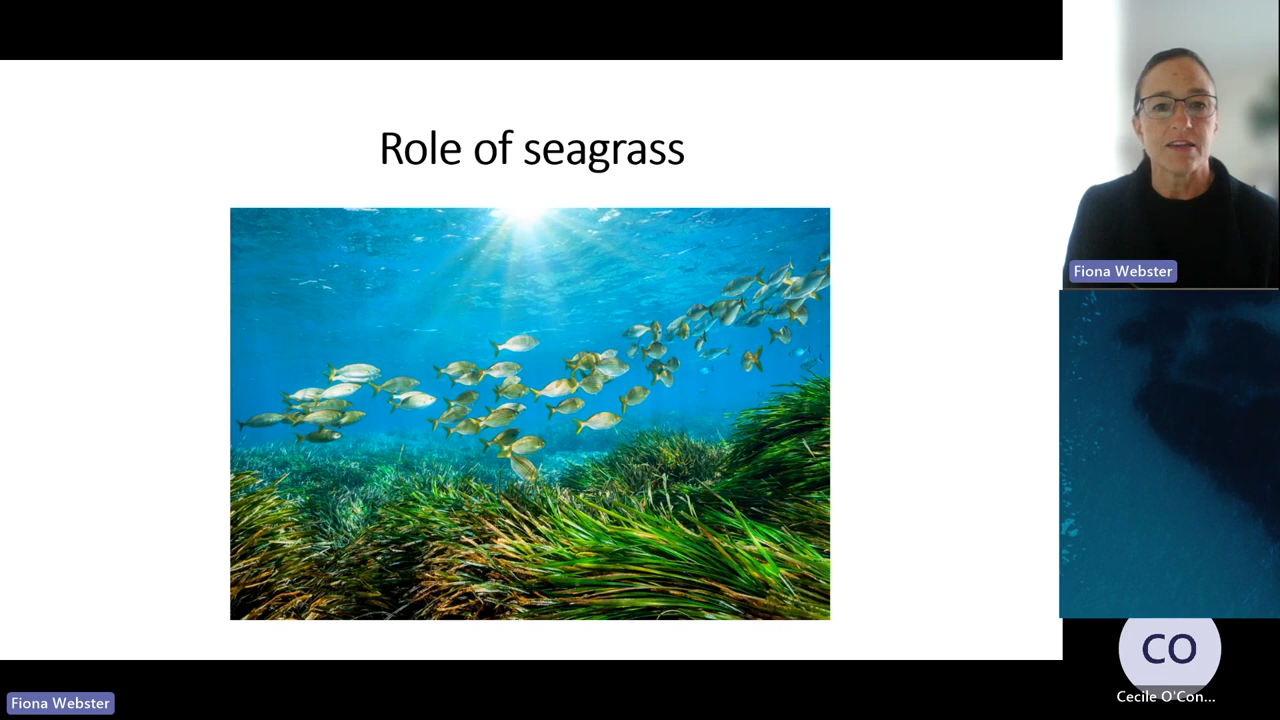 Role of seagrass
Fiona Webster
CO
Cecile O'Con...
Fiona Webster